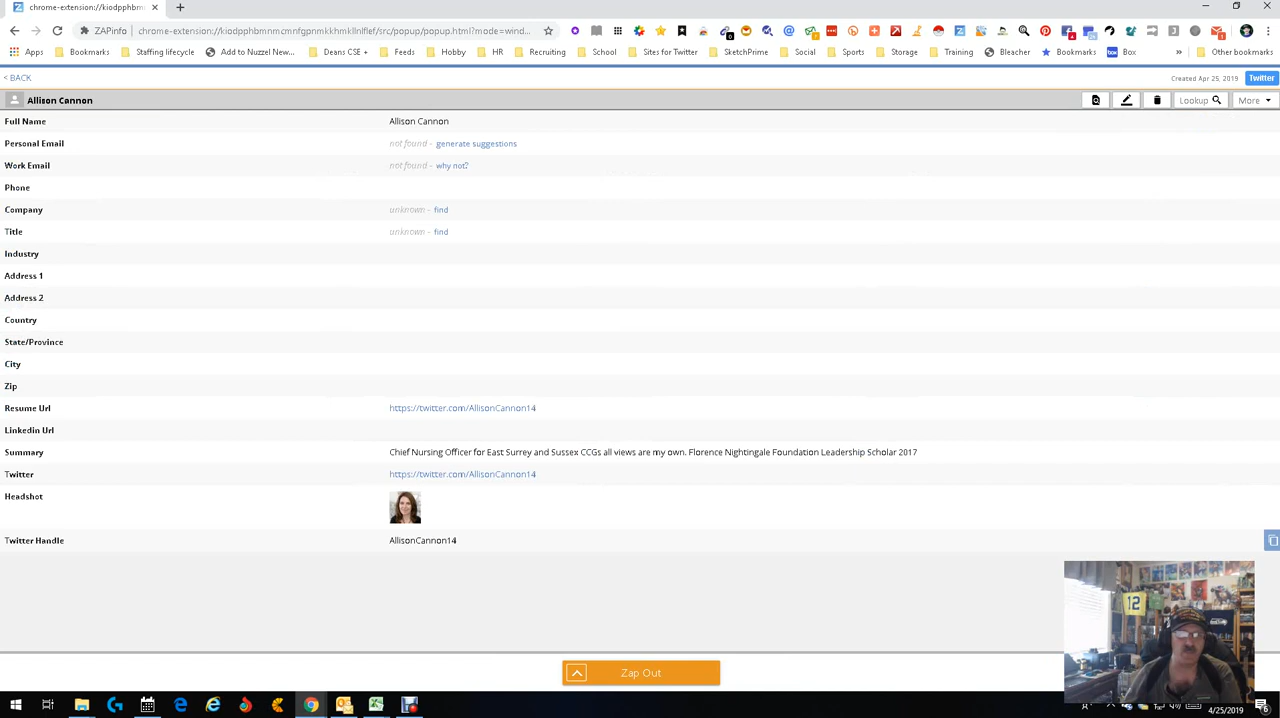 chrome-extension://kiodpphbm
ZAPinfo
chrome-extension://kiodpphbmhnmcmnfgpnmkkhmkllnlffer/src/popup/popup.html?mode=wind...
Apps
Bookmarks
Staffing lifecycle
Add to Nuzzel New...
Deans CSE +
Feeds
Hobby
HR
Recruiting
School
Sites for Twitter
SketchPrime
Social
Sports
Storage
Training
Bleacher
Bookmarks
Box
»
Other bookmarks
< BACK
Created Apr 25, 2019
Twitter
Allison Cannon
Lookup
More
Full Name Allison Cannon
Personal Email not found - generate suggestions
Work Email not found - why not?
Phone
Company unknown - find
Title unknown - find
Industry
Address 1
Address 2
Country
State/Province
City
Zip
Resume Url https://twitter.com/AllisonCannon14
Linkedin Url
Summary Chief Nursing Officer for East Surrey and Sussex CCGs all views are my own. Florence Nightingale Foundation Leadership Scholar 2017
Twitter https://twitter.com/AllisonCannon14
Headshot
Twitter Handle AllisonCannon14
12
Zap Out
4/25/2019